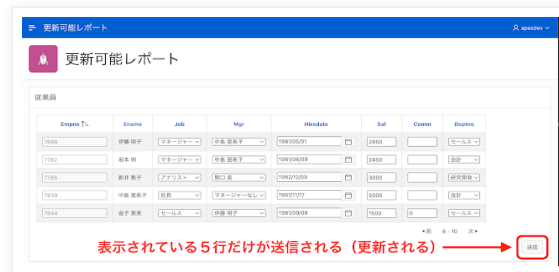 更新可能レポート
apexdev
更新可能レポート
従業員
Empno Ename Job Mgr Hiredate Sal Comm Deptno
7698 伊藤 明子 マネージャー 中島 亜希子 1991/05/01 2850 セールス
7782 坂本 明 マネージャー 中島 亜希子 1991/06/09 2450 会計
7788 新井 賢子 アナリスト 関口 実 1982/12/09 3000 研究開発
7839 中島 亜希子 社長 マネージャーなし 1991/11/17 5000 会計
7844 金子 恵美 セールス 伊藤 明子 1991/09/08 1500 0 セールス
前 6 - 10 次
表示されている５行だけが送信される（更新される）
送信